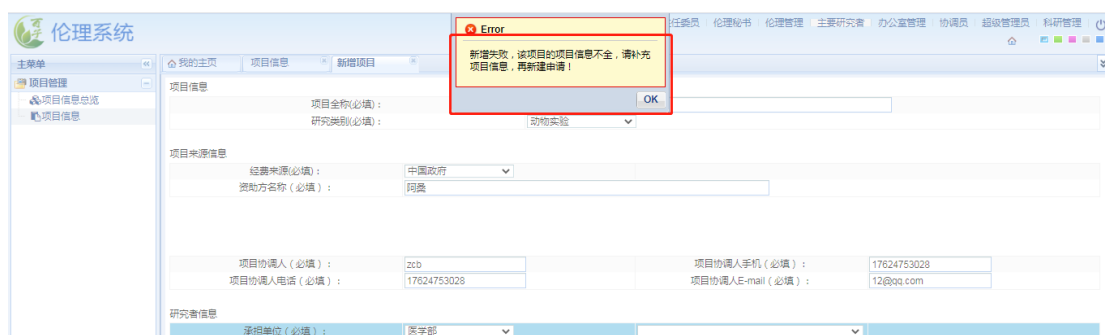 伦理系统
任委员 伦理秘书 伦理管理 主要研究者 办公室管理 协调员 超级管理员 科研管理
Error
新增失败，该项目的项目信息不全，请补充
项目信息，再新建申请！
OK
主菜单
项目管理
项目信息总览
项目信息
我的主页 项目信息 新增项目
项目信息
项目全称(必填)：
研究类别(必填)： 动物实验
项目来源信息
经费来源(必填)： 中国政府
资助方名称（必填）： 阿曼
项目协调人（必填）： zcb 项目协调人手机（必填）： 17624753028
项目协调人电话（必填）： 17624753028 项目协调人E-mail（必填）： 12@qq.com
研究者信息
承担单位（必填）： 医学部